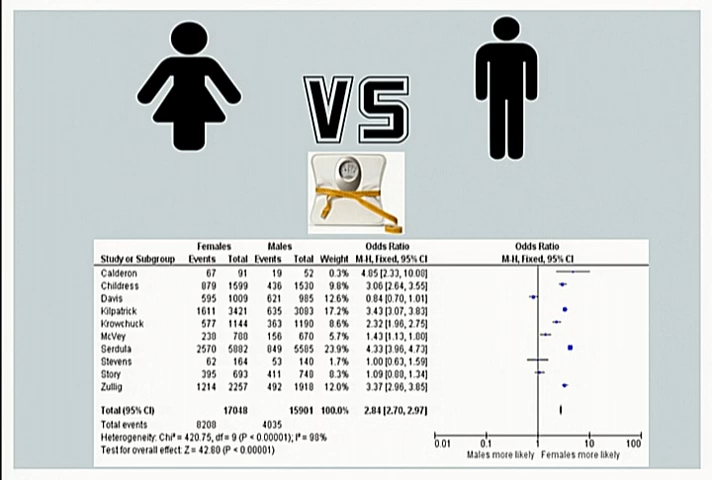 VS
Females Males Odds Ratio Odds Ratio
Study or Subgroup Events Total Events Total Weight M-H, Fixed, 95% CI M-H, Fixed, 95% CI
Calderon 67 91 19 52 0.3% 4.85 [2.33, 10.08]
Childress 879 1599 436 1530 9.8% 3.06 [2.64, 3.55]
Davis 595 1009 621 985 12.6% 0.84 [0.70, 1.01]
Kilpatrick 1611 3421 635 3083 17.2% 3.43 [3.07, 3.83]
Krowchuck 577 1144 363 1190 8.6% 2.32 [1.96, 2.75]
McVey 238 788 156 670 5.7% 1.43 [1.13, 1.80]
Serdula 2570 5882 849 5585 23.9% 4.33 [3.96, 4.73]
Stevens 62 164 53 140 1.7% 1.00 [0.63, 1.59]
Story 395 693 411 748 8.3% 1.09 [0.88, 1.34]
Zullig 1214 2257 492 1918 12.0% 3.37 [2.96, 3.85]
Total (95% CI) 17048 15901 100.0% 2.84 [2.70, 2.97]
Total events 8208 4035
Heterogeneity: Chi² = 420.75, df = 9 (P < 0.00001); I² = 98%
Test for overall effect: Z = 42.80 (P < 0.00001)
0.01 0.1 1 10 100
Males more likely Females more likely